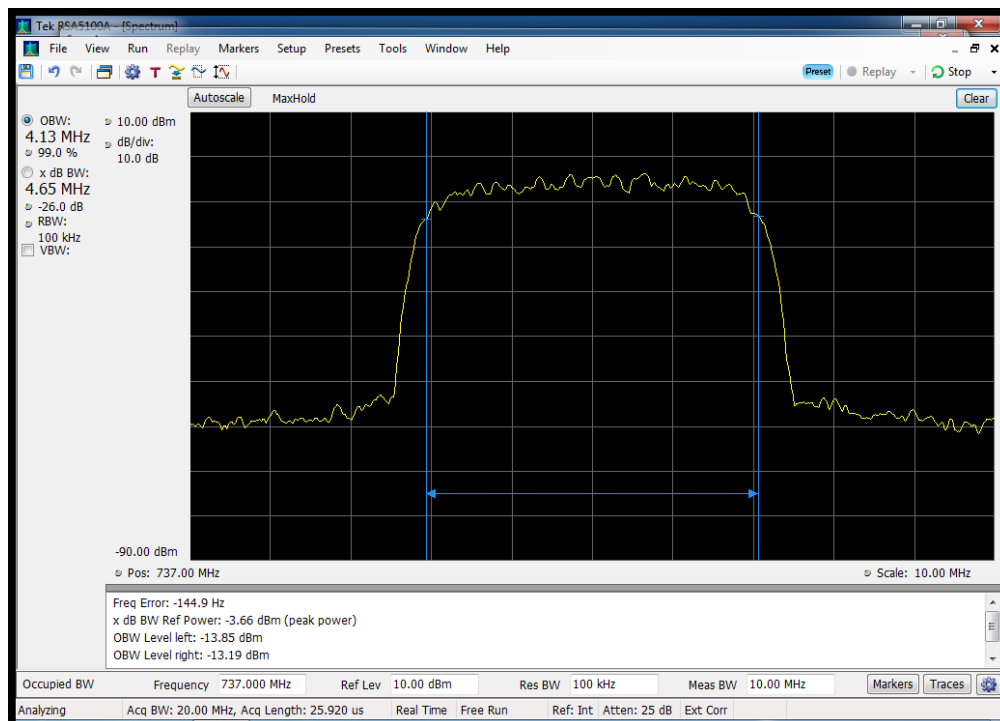 Tek RSA5100A - [Spectrum]
File View Run Replay Markers Setup Presets Tools Window Help
Preset Replay Stop
Autoscale MaxHold Clear
OBW:
4.13 MHz
99.0 %
x dB BW:
4.65 MHz
-26.0 dB
RBW:
100 kHz
VBW:
10.00 dBm
dB/div:
10.0 dB
-90.00 dBm
Pos: 737.00 MHz Scale: 10.00 MHz
Freq Error: -144.9 Hz
x dB BW Ref Power: -3.66 dBm (peak power)
OBW Level left: -13.85 dBm
OBW Level right: -13.19 dBm
Occupied BW Frequency 737.000 MHz Ref Lev 10.00 dBm Res BW 100 kHz Meas BW 10.00 MHz Markers Traces
Analyzing Acq BW: 20.00 MHz, Acq Length: 25.920 us Real Time Free Run Ref: Int Atten: 25 dB Ext Corr